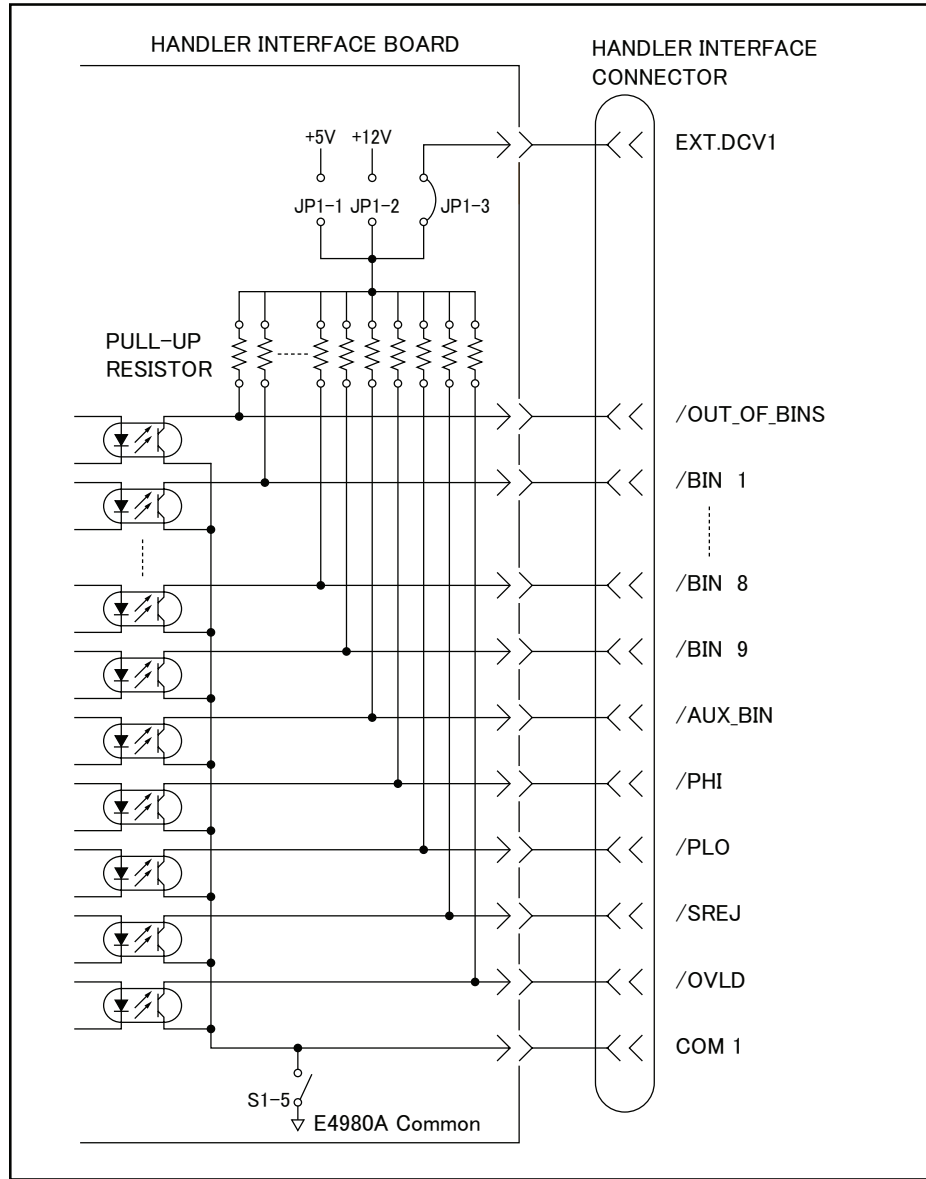 HANDLER INTERFACE BOARD
HANDLER INTERFACE
CONNECTOR
+5V +12V
EXT.DCV1
JP1-1 JP1-2 JP1-3
PULL-UP
RESISTOR
/OUT_OF_BINS
/BIN 1
/BIN 8
/BIN 9
/AUX_BIN
/PHI
/PLO
/SREJ
/OVLD
COM 1
S1-5
E4980A Common